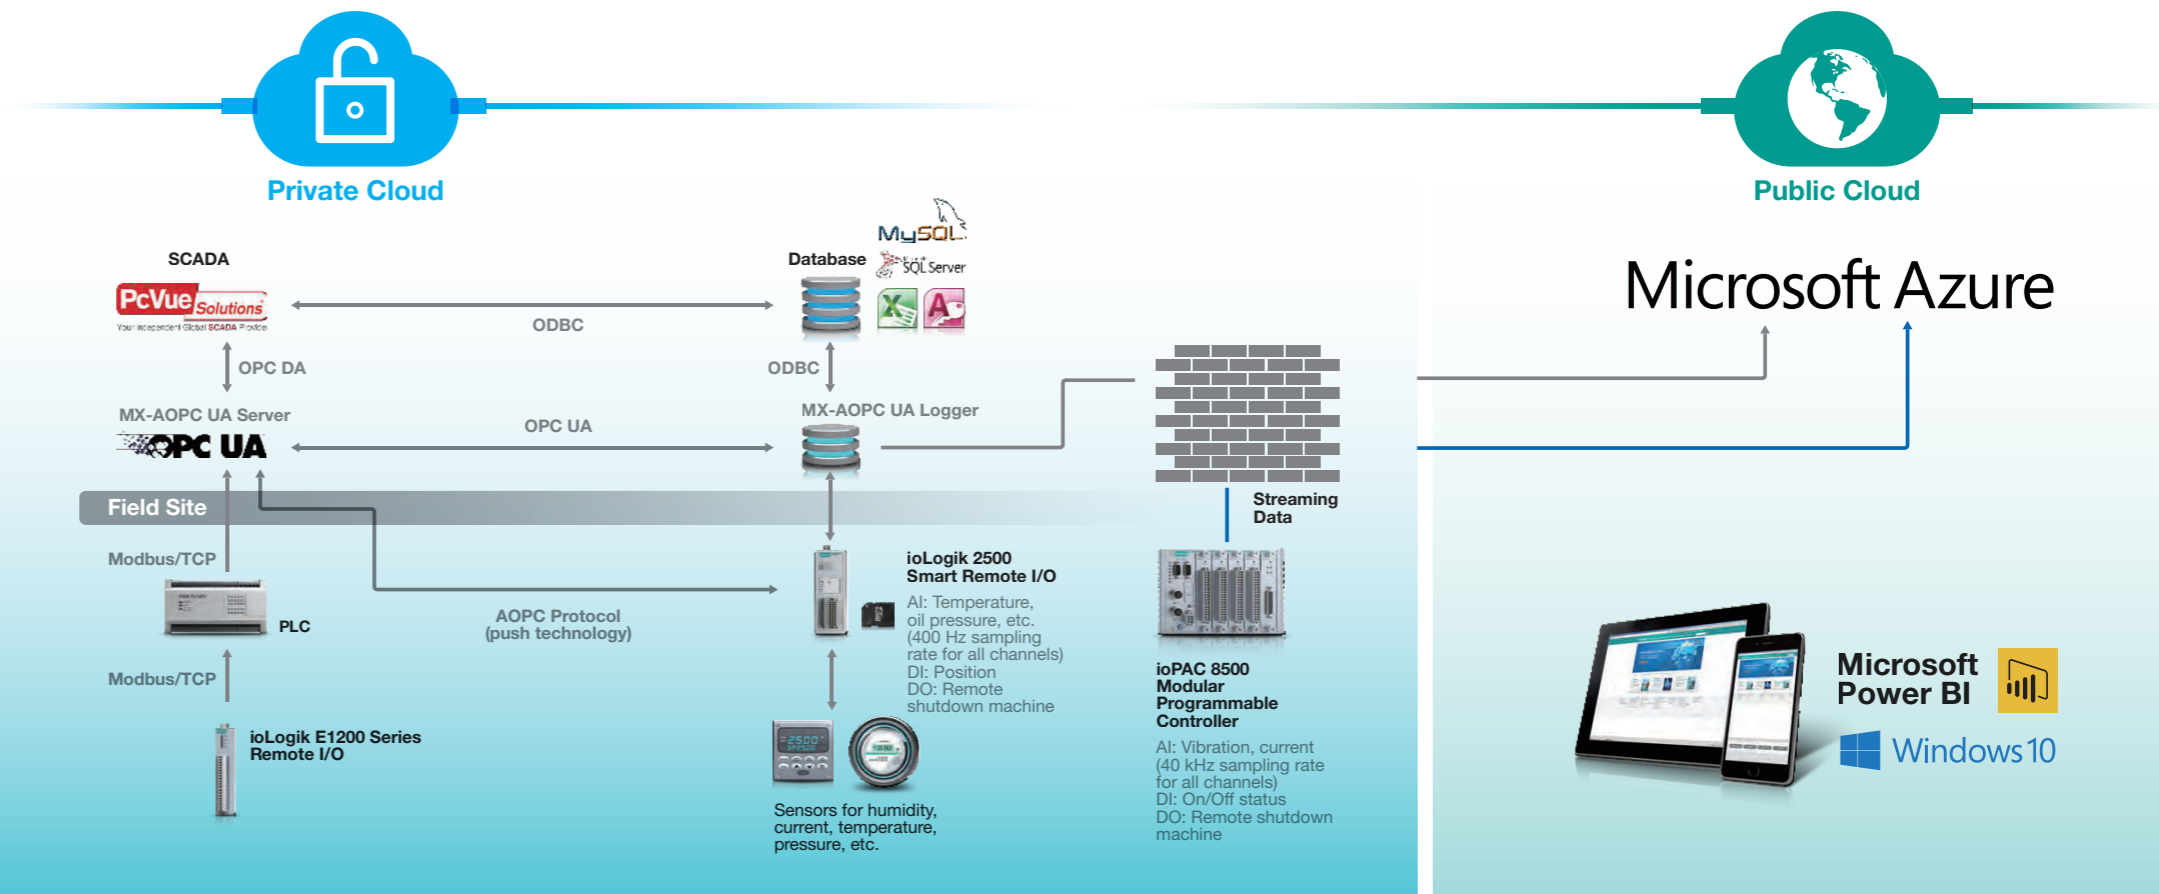 Private Cloud
Public Cloud
SCADA
PcVue Solutions
Your Independent Global SCADA Provider
ODBC
Database
MySQL
SQL Server
Microsoft Azure
OPC DA
ODBC
MX-AOPC UA Server
OPC UA
OPC UA
MX-AOPC UA Logger
Field Site
Streaming
Data
Modbus/TCP
PLC
Modbus/TCP
ioLogik E1200 Series
Remote I/O
AOPC Protocol
(push technology)
ioLogik 2500
Smart Remote I/O
AI: Temperature,
oil pressure, etc.
(400 Hz sampling
rate for all channels)
DI: Position
DO: Remote
shutdown machine
Sensors for humidity,
current, temperature,
pressure, etc.
ioPAC 8500
Modular
Programmable
Controller
AI: Vibration, current
(40 kHz sampling rate
for all channels)
DI: On/Off status
DO: Remote shutdown
machine
Microsoft
Power BI
Windows 10